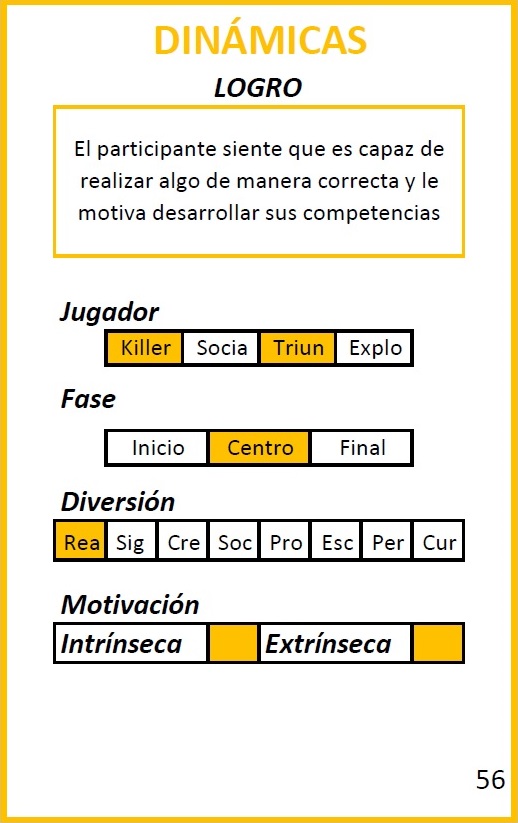 DINÁMICAS
LOGRO
El participante siente que es capaz de
realizar algo de manera correcta y le
motiva desarrollar sus competencias
Jugador
Killer Socia Triun Explo
Fase
Inicio Centro Final
Diversión
Rea Sig Cre Soc Pro Esc Per Cur
Motivación
Intrínseca Extrínseca
56